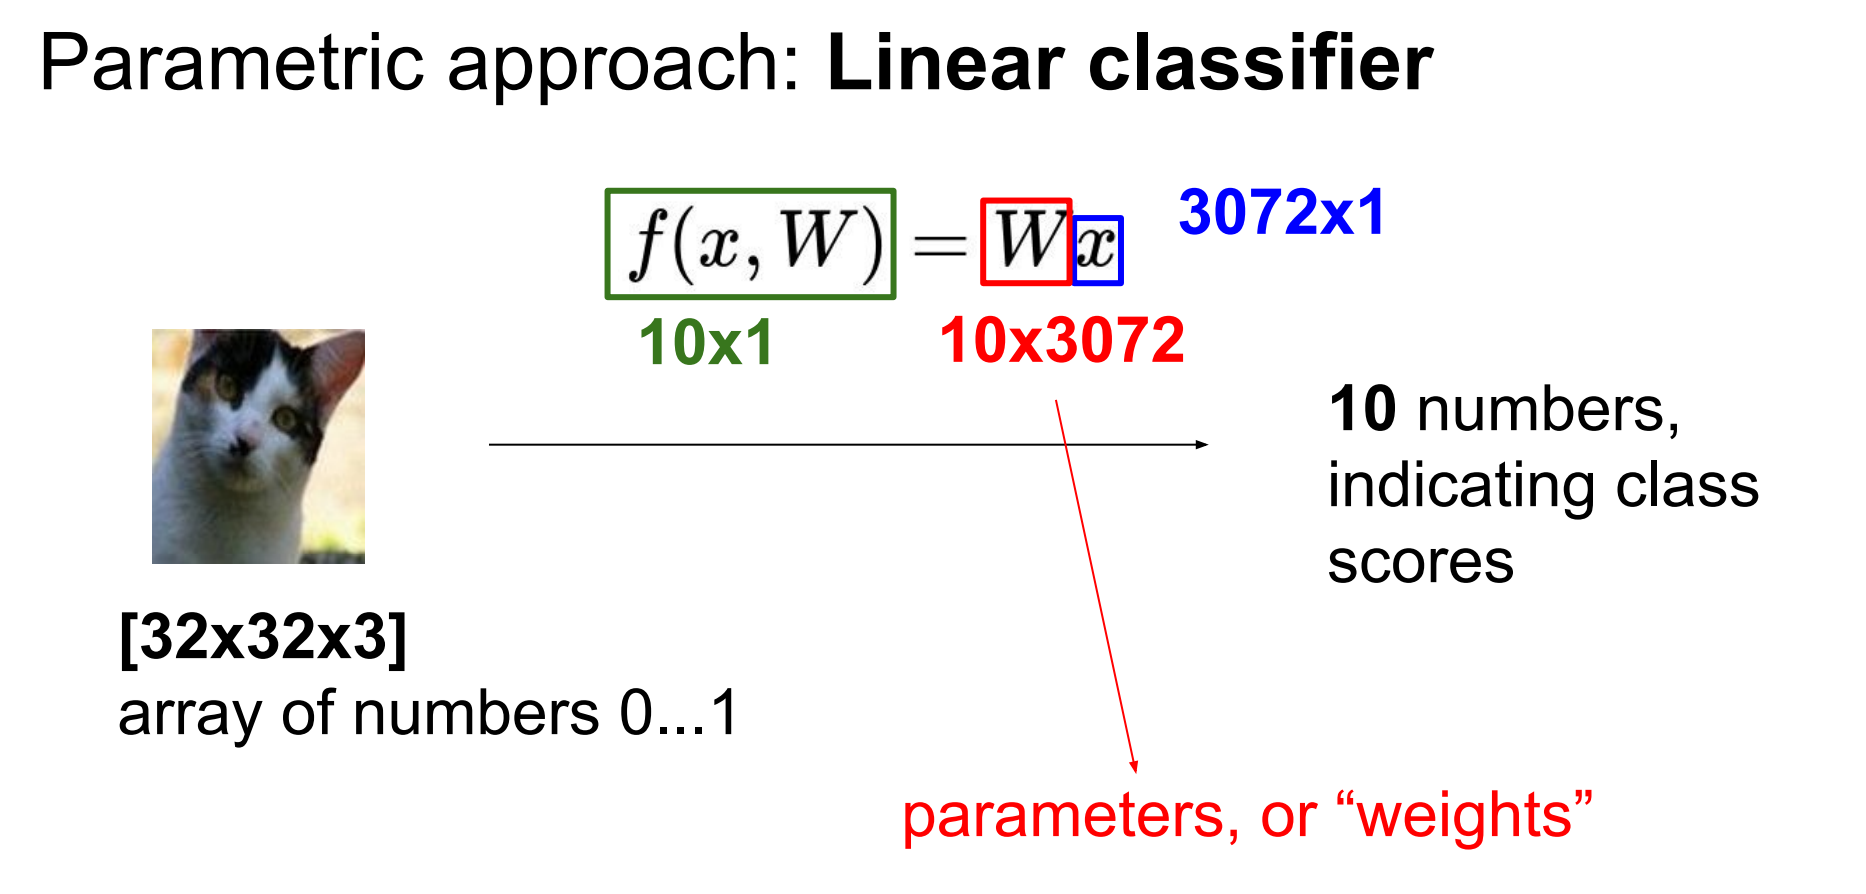 Parametric approach: Linear classifier
f(x, W) = Wx
3072x1
10x1
10x3072
10 numbers,
indicating class
scores
[32x32x3]
array of numbers 0...1
parameters, or “weights”